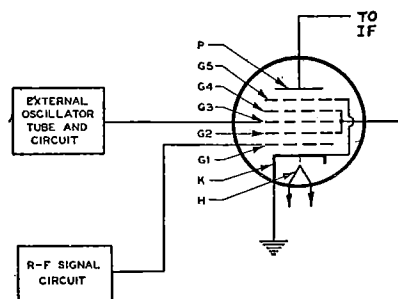 TO
IF
P
G5
G4
G3
G2
G1
K
H
EXTERNAL
OSCILLATOR
TUBE AND
CIRCUIT
R-F SIGNAL
CIRCUIT